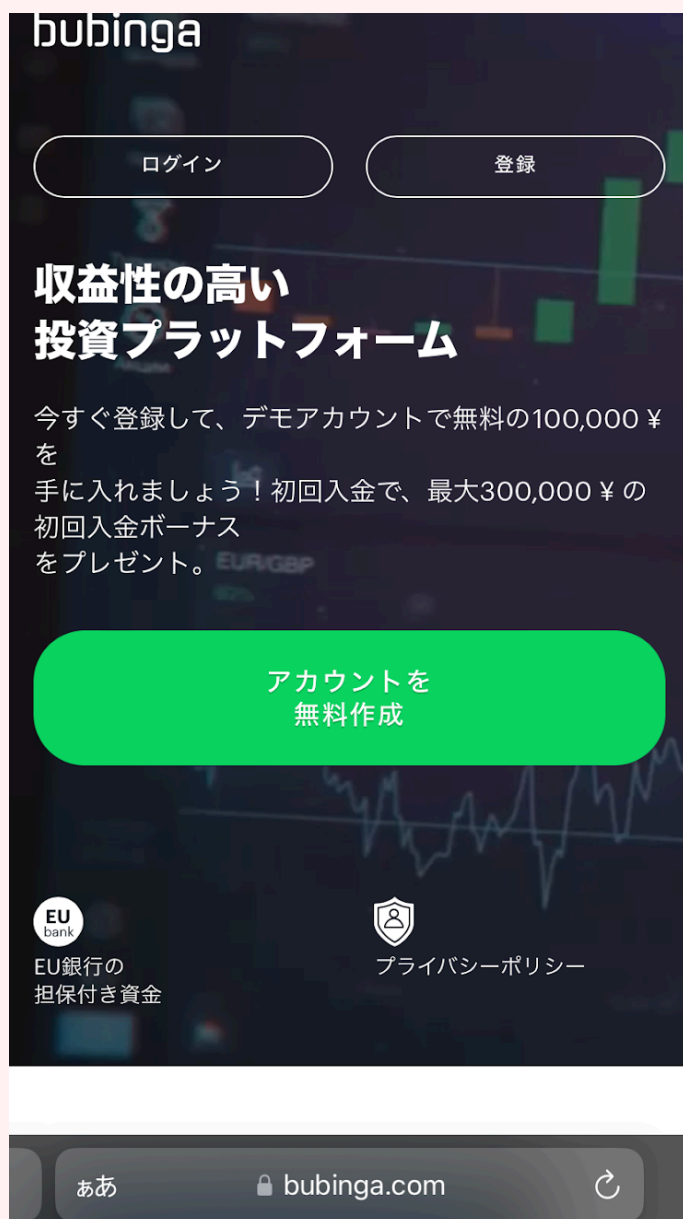 bubinga
ログイン
登録
収益性の高い
投資プラットフォーム
今すぐ登録して、デモアカウントで無料の100,000 ¥
を
手に入れましょう！初回入金で、最大300,000 ¥ の
初回入金ボーナス
をプレゼント。
EUR/GBP
アカウントを
無料作成
EU
bank
EU銀行の
担保付き資金
プライバシーポリシー
ぁあ
bubinga.com